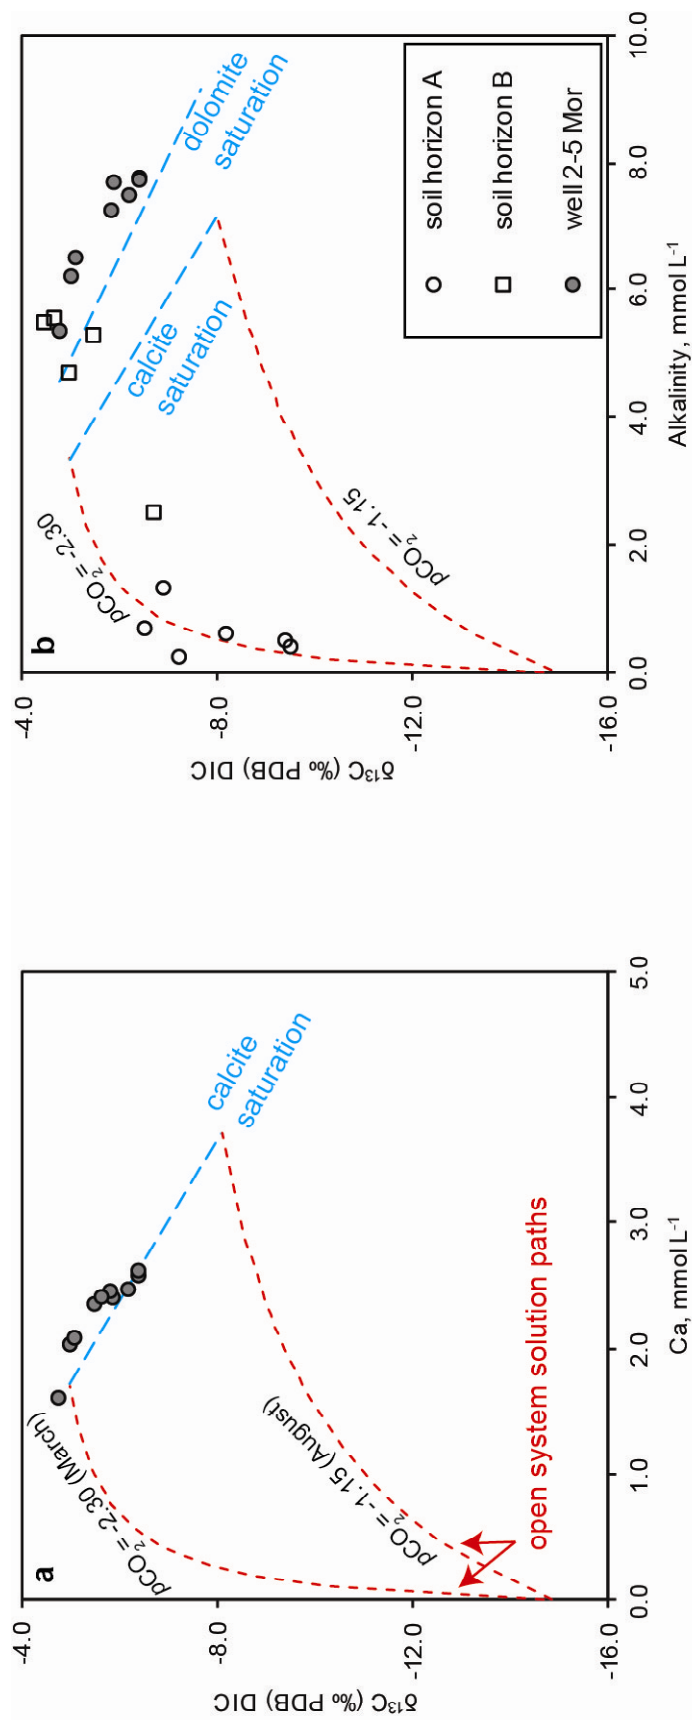 a
-4.0
-8.0
-12.0
-16.0
δ¹³C (‰ PDB) DIC
pCO₂= -2.30 (March)
pCO₂= -1.15 (August)
calcite
saturation
open system solution paths
0.0
1.0
2.0
3.0
4.0
5.0
Ca, mmol L⁻¹
b
-4.0
-8.0
-12.0
-16.0
δ¹³C (‰ PDB) DIC
pCO₂= -2.30
pCO₂= -1.15
calcite
saturation
dolomite
saturation
soil horizon A
soil horizon B
well 2-5 Mor
0.0
2.0
4.0
6.0
8.0
10.0
Alkalinity, mmol L⁻¹